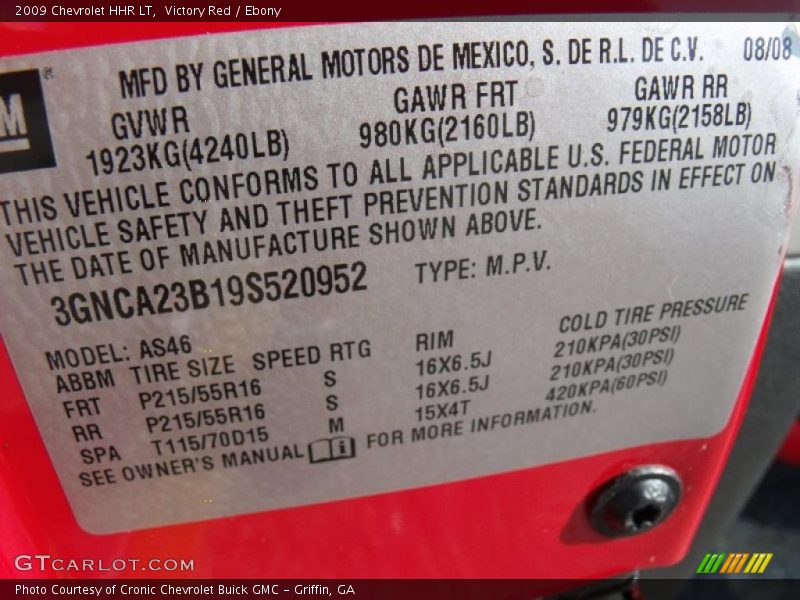 2009 Chevrolet HHR LT, Victory Red / Ebony
MFD BY GENERAL MOTORS DE MEXICO, S. DE R.L. DE C.V. 08/08
GM
GVWR GAWR FRT GAWR RR
1923KG(4240LB) 980KG(2160LB) 979KG(2158LB)
THIS VEHICLE CONFORMS TO ALL APPLICABLE U.S. FEDERAL MOTOR
VEHICLE SAFETY AND THEFT PREVENTION STANDARDS IN EFFECT ON
THE DATE OF MANUFACTURE SHOWN ABOVE.
3GNCA23B19S520952 TYPE: M.P.V.
MODEL: AS46
ABBM TIRE SIZE SPEED RTG RIM COLD TIRE PRESSURE
FRT P215/55R16 S 16X6.5J 210KPA(30PSI)
RR P215/55R16 S 16X6.5J 210KPA(30PSI)
SPA T115/70D15 M 15X4T 420KPA(60PSI)
SEE OWNER'S MANUAL FOR MORE INFORMATION.
GTCARLOT.COM
Photo Courtesy of Cronic Chevrolet Buick GMC - Griffin, GA